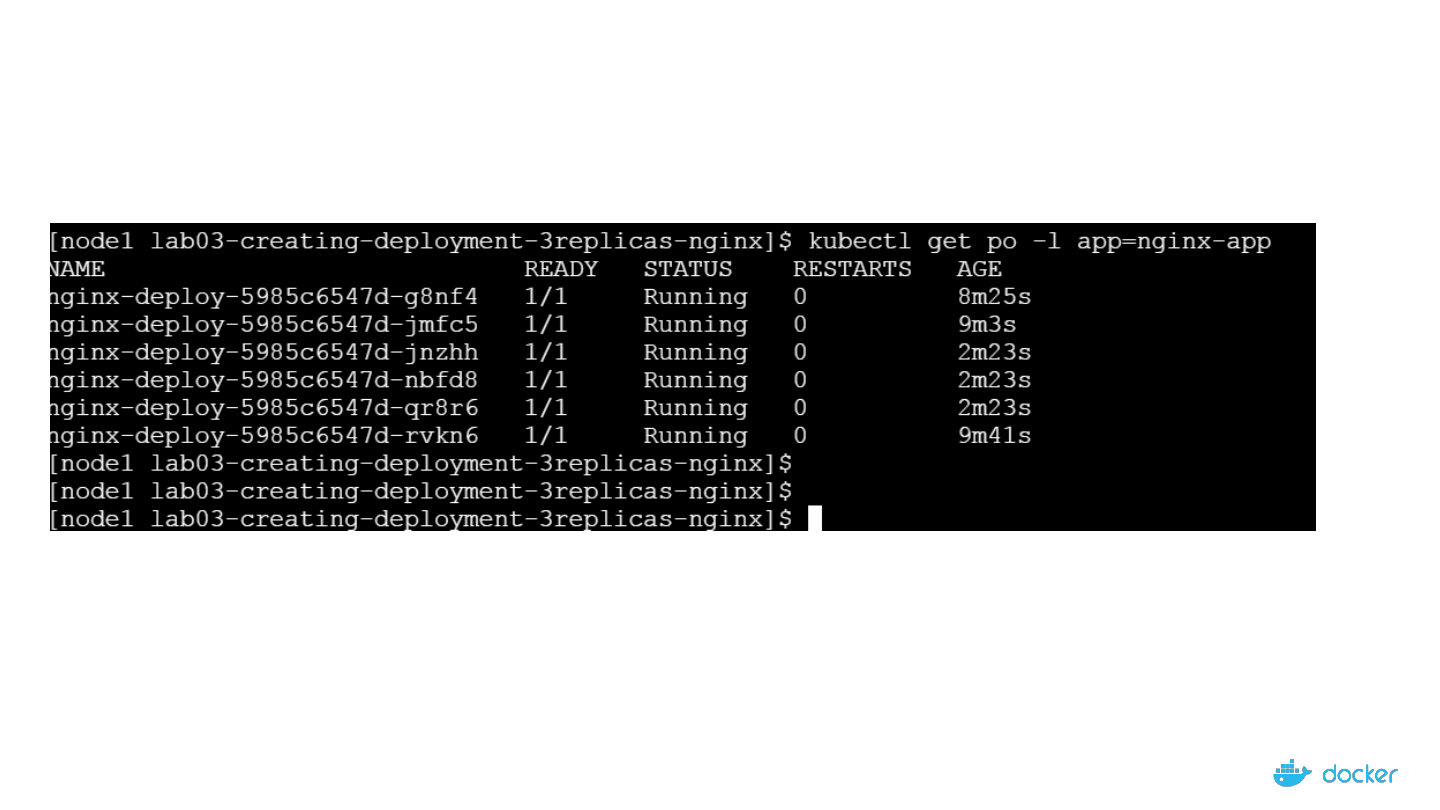 [node1 lab03-creating-deployment-3replicas-nginx]$ kubectl get po -l app=nginx-app
NAME READY STATUS RESTARTS AGE
nginx-deploy-5985c6547d-g8nf4 1/1 Running 0 8m25s
nginx-deploy-5985c6547d-jmfc5 1/1 Running 0 9m3s
nginx-deploy-5985c6547d-jnzhh 1/1 Running 0 2m23s
nginx-deploy-5985c6547d-nbfd8 1/1 Running 0 2m23s
nginx-deploy-5985c6547d-qr8r6 1/1 Running 0 2m23s
nginx-deploy-5985c6547d-rvkn6 1/1 Running 0 9m41s
[node1 lab03-creating-deployment-3replicas-nginx]$
[node1 lab03-creating-deployment-3replicas-nginx]$
[node1 lab03-creating-deployment-3replicas-nginx]$
docker